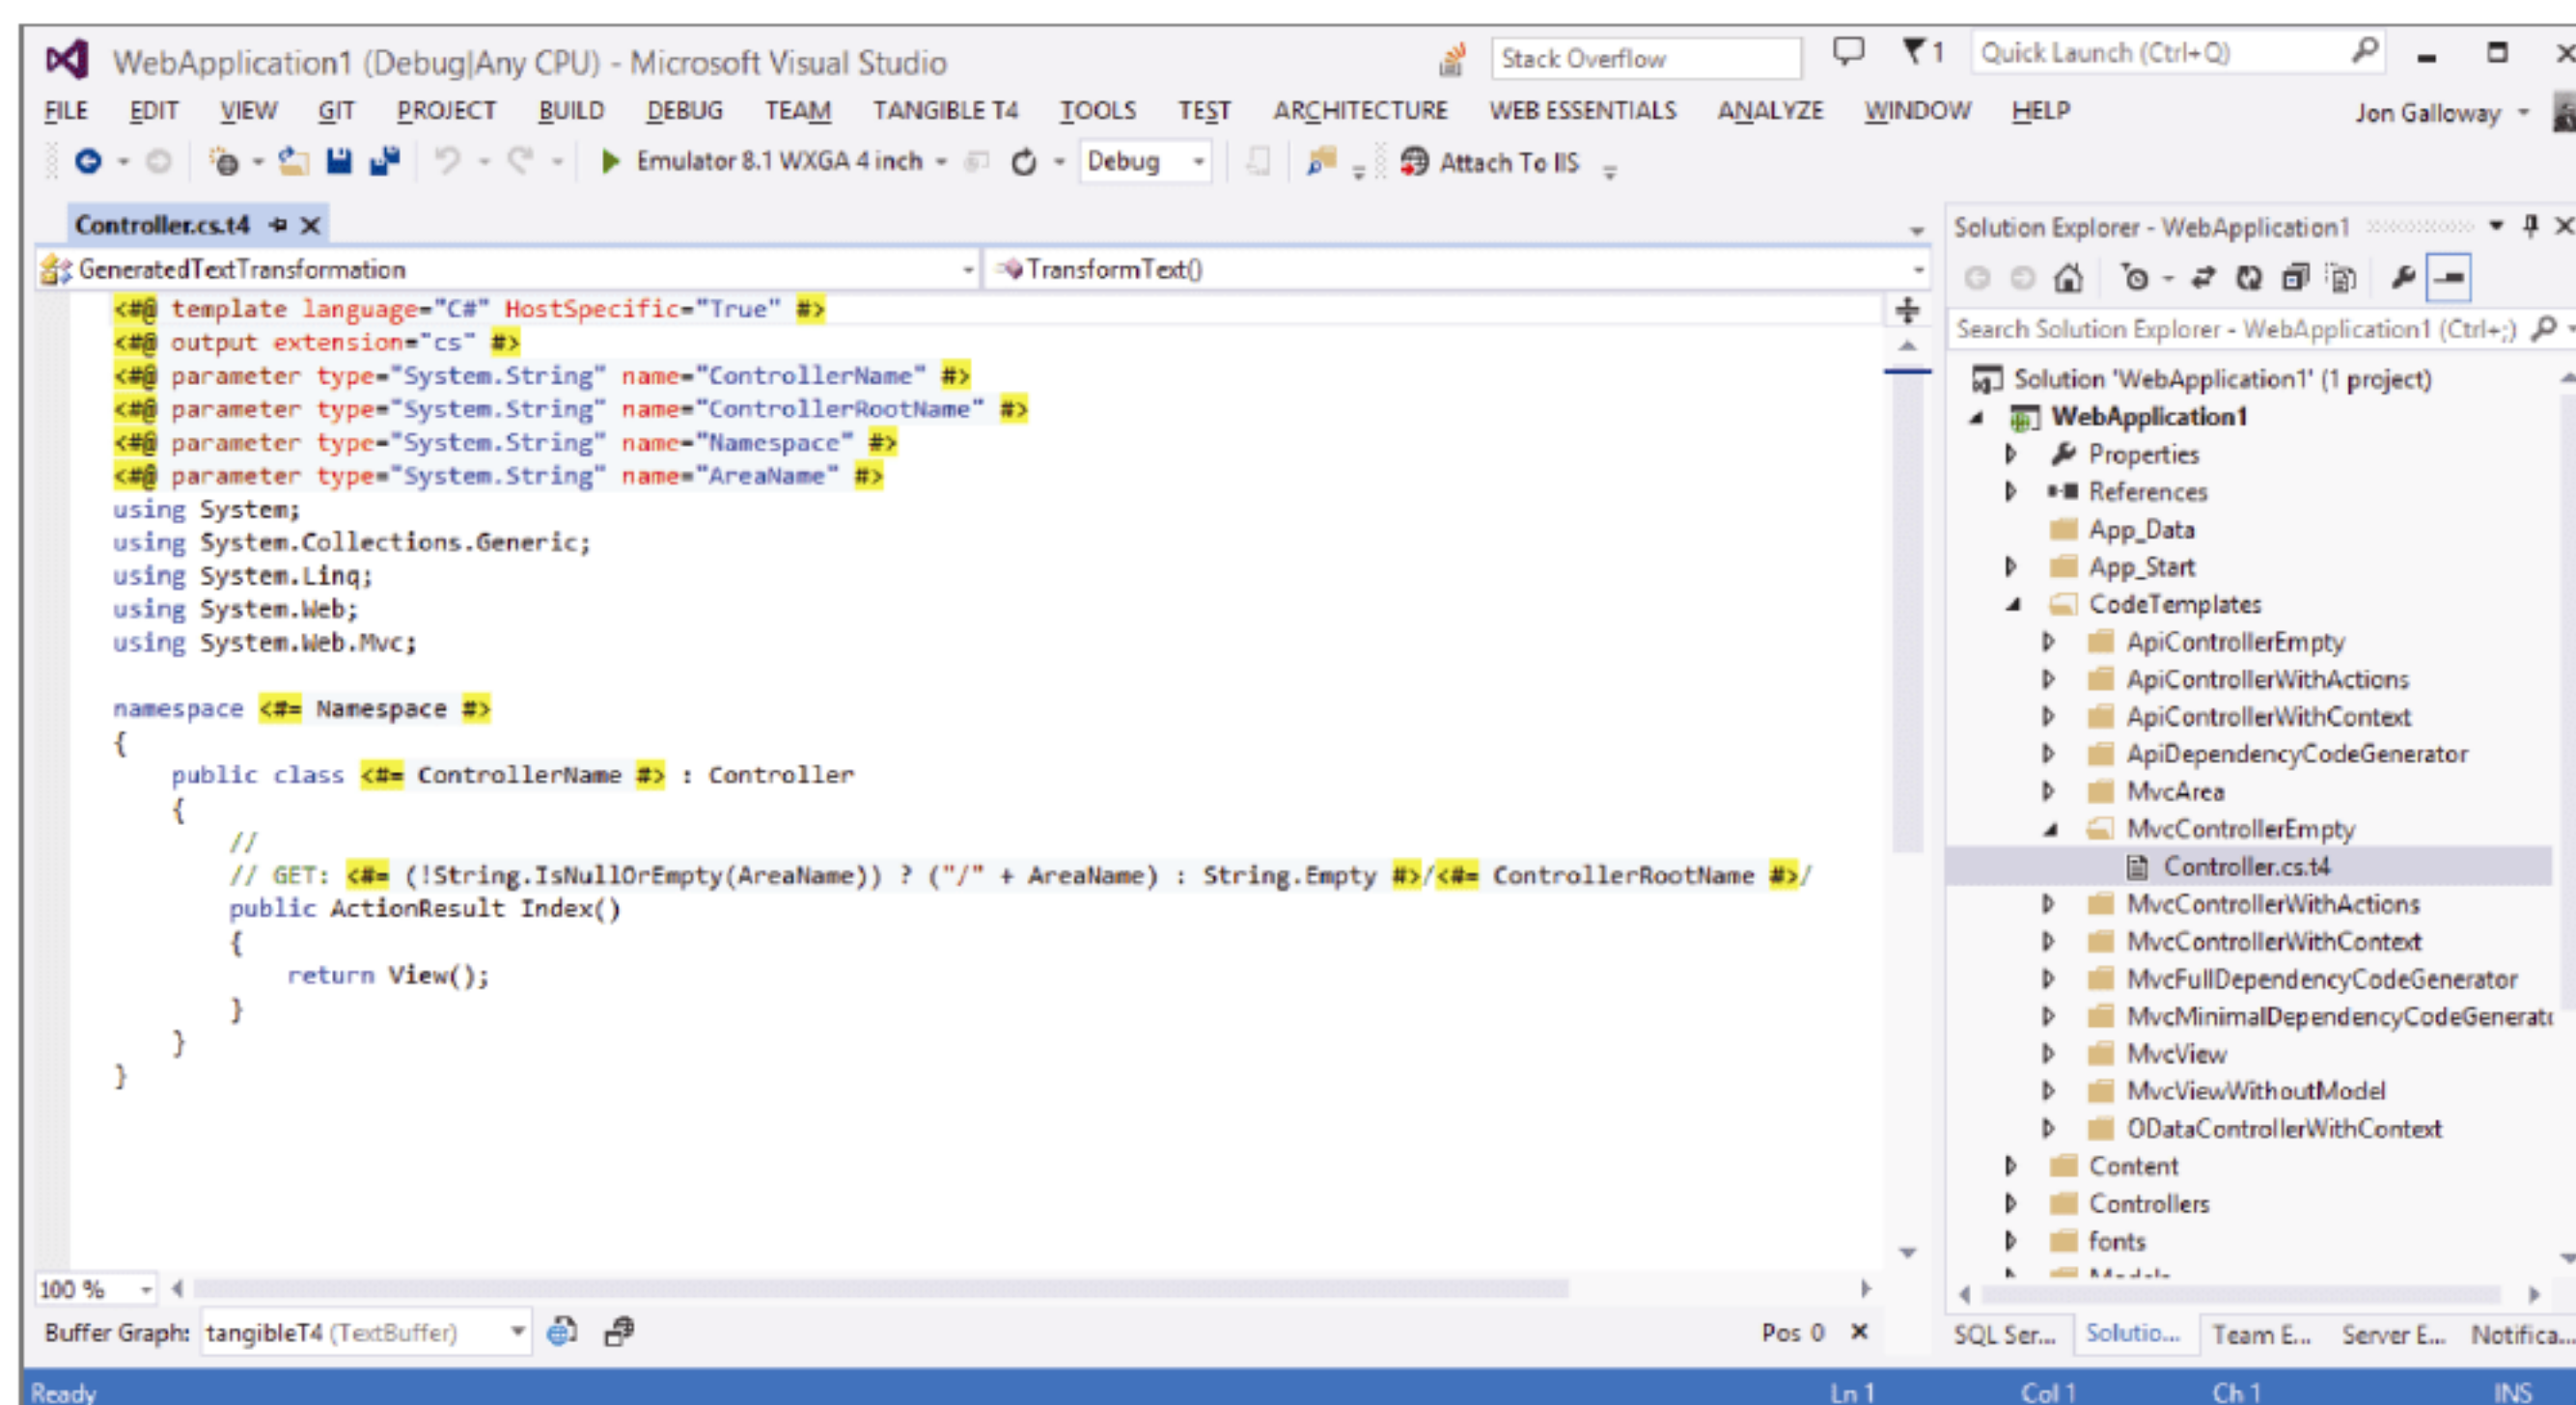 WebApplication1 (Debug|Any CPU) - Microsoft Visual Studio
Stack Overflow
1
Quick Launch (Ctrl+Q)
FILE EDIT VIEW GIT PROJECT BUILD DEBUG TEAM TANGIBLE T4 TOOLS TEST ARCHITECTURE WEB ESSENTIALS ANALYZE WINDOW HELP
Jon Galloway
Emulator 8.1 WXGA 4 inch
Debug
Attach To IIS
Controller.cs.t4
GeneratedTextTransformation
TransformText()
<#@ template language="C#" HostSpecific="True" #>
<#@ output extension="cs" #>
<#@ parameter type="System.String" name="ControllerName" #>
<#@ parameter type="System.String" name="ControllerRootName" #>
<#@ parameter type="System.String" name="Namespace" #>
<#@ parameter type="System.String" name="AreaName" #>
using System;
using System.Collections.Generic;
using System.Linq;
using System.Web;
using System.Web.Mvc;
namespace <#= Namespace #>
{
public class <#= ControllerName #> : Controller
{
//
// GET: <#= (!String.IsNullOrEmpty(AreaName)) ? ("/" + AreaName) : String.Empty #>/<#= ControllerRootName #>/
public ActionResult Index()
{
return View();
}
}
}
100 %
Buffer Graph: tangibleT4 (TextBuffer)
Pos 0
Solution Explorer - WebApplication1
Search Solution Explorer - WebApplication1 (Ctrl+;)
Solution 'WebApplication1' (1 project)
WebApplication1
Properties
References
App_Data
App_Start
CodeTemplates
ApiControllerEmpty
ApiControllerWithActions
ApiControllerWithContext
ApiDependencyCodeGenerator
MvcArea
MvcControllerEmpty
Controller.cs.t4
MvcControllerWithActions
MvcControllerWithContext
MvcFullDependencyCodeGenerator
MvcMinimalDependencyCodeGenerat
MvcView
MvcViewWithoutModel
ODataControllerWithContext
Content
Controllers
fonts
SQL Ser... Solutio... Team E... Server E... Notifica...
Ready
Ln 1 Col 1 Ch 1 INS